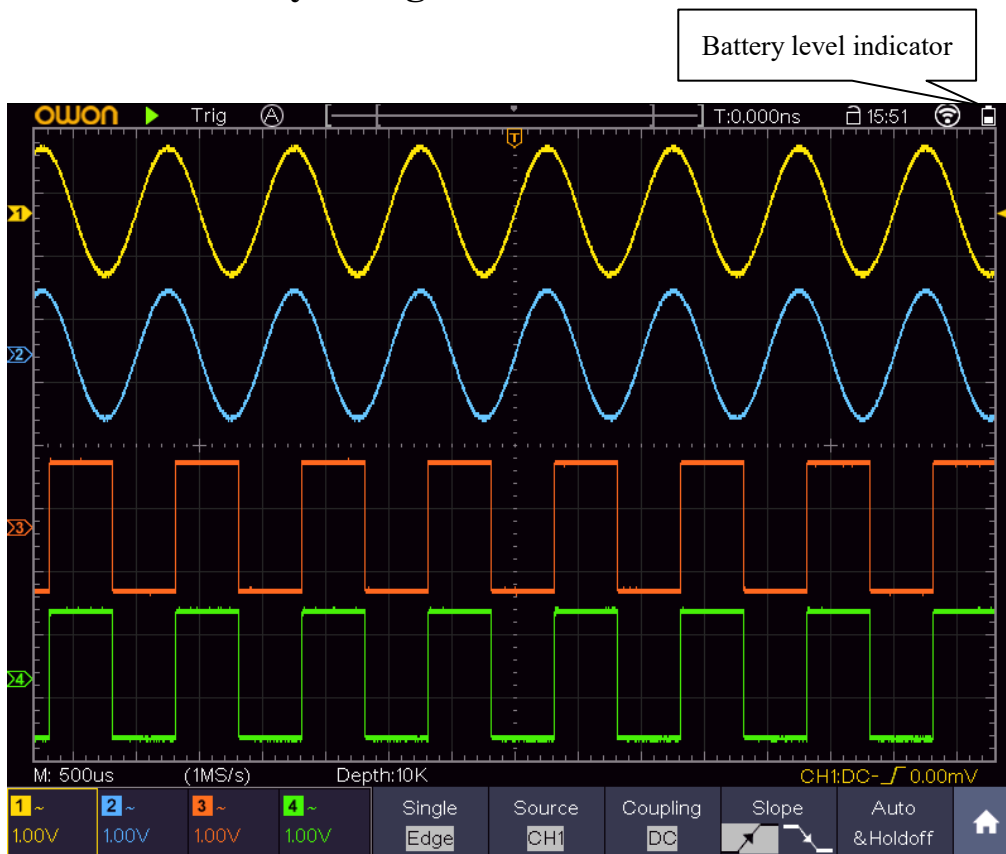 Battery level indicator
OWON Trig A T:0.000ns 15:51
T
1
2
3
4
M: 500us (1MS/s) Depth:10K CH1:DC- 0.00mV
1 ~ 2 ~ 3 ~ 4 ~ Single Source Coupling Slope Auto
1.00V 1.00V 1.00V 1.00V Edge CH1 DC &Holdoff